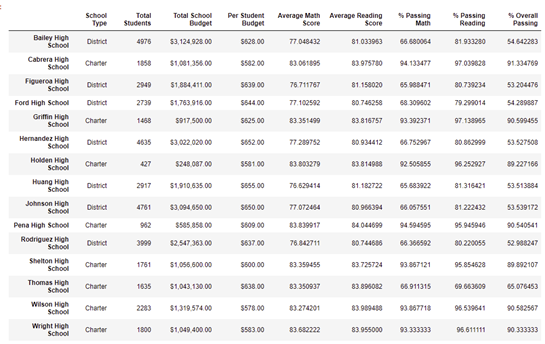 School Type Total Students Total School Budget Per Student Budget Average Math Score Average Reading Score % Passing Math % Passing Reading % Overall Passing
Bailey High School District 4976 $3,124,928.00 $628.00 77.048432 81.033963 66.680064 81.933280 54.642283
Cabrera High School Charter 1858 $1,081,356.00 $582.00 83.061895 83.975780 94.133477 97.039828 91.334769
Figueroa High School District 2949 $1,884,411.00 $639.00 76.711767 81.158020 65.988471 80.739234 53.204476
Ford High School District 2739 $1,763,916.00 $644.00 77.102592 80.746258 68.309602 79.299014 54.289887
Griffin High School Charter 1468 $917,500.00 $625.00 83.351499 83.816757 93.392371 97.138965 90.599455
Hernandez High School District 4635 $3,022,020.00 $652.00 77.289752 80.934412 66.752967 80.862999 53.527508
Holden High School Charter 427 $248,087.00 $581.00 83.803279 83.814988 92.505855 96.252927 89.227166
Huang High School District 2917 $1,910,635.00 $655.00 76.629414 81.182722 65.683922 81.316421 53.513884
Johnson High School District 4761 $3,094,650.00 $650.00 77.072464 80.966394 66.057551 81.222432 53.539172
Pena High School Charter 962 $585,858.00 $609.00 83.839917 84.044699 94.594595 95.945946 90.540541
Rodriguez High School District 3999 $2,547,363.00 $637.00 76.842711 80.744686 66.366592 80.220055 52.988247
Shelton High School Charter 1761 $1,056,600.00 $600.00 83.359455 83.725724 93.867121 95.854628 89.892107
Thomas High School Charter 1635 $1,043,130.00 $638.00 83.350937 83.896082 66.911315 69.663609 65.076453
Wilson High School Charter 2283 $1,319,574.00 $578.00 83.274201 83.989488 93.867718 96.539641 90.582567
Wright High School Charter 1800 $1,049,400.00 $583.00 83.682222 83.955000 93.333333 96.611111 90.333333